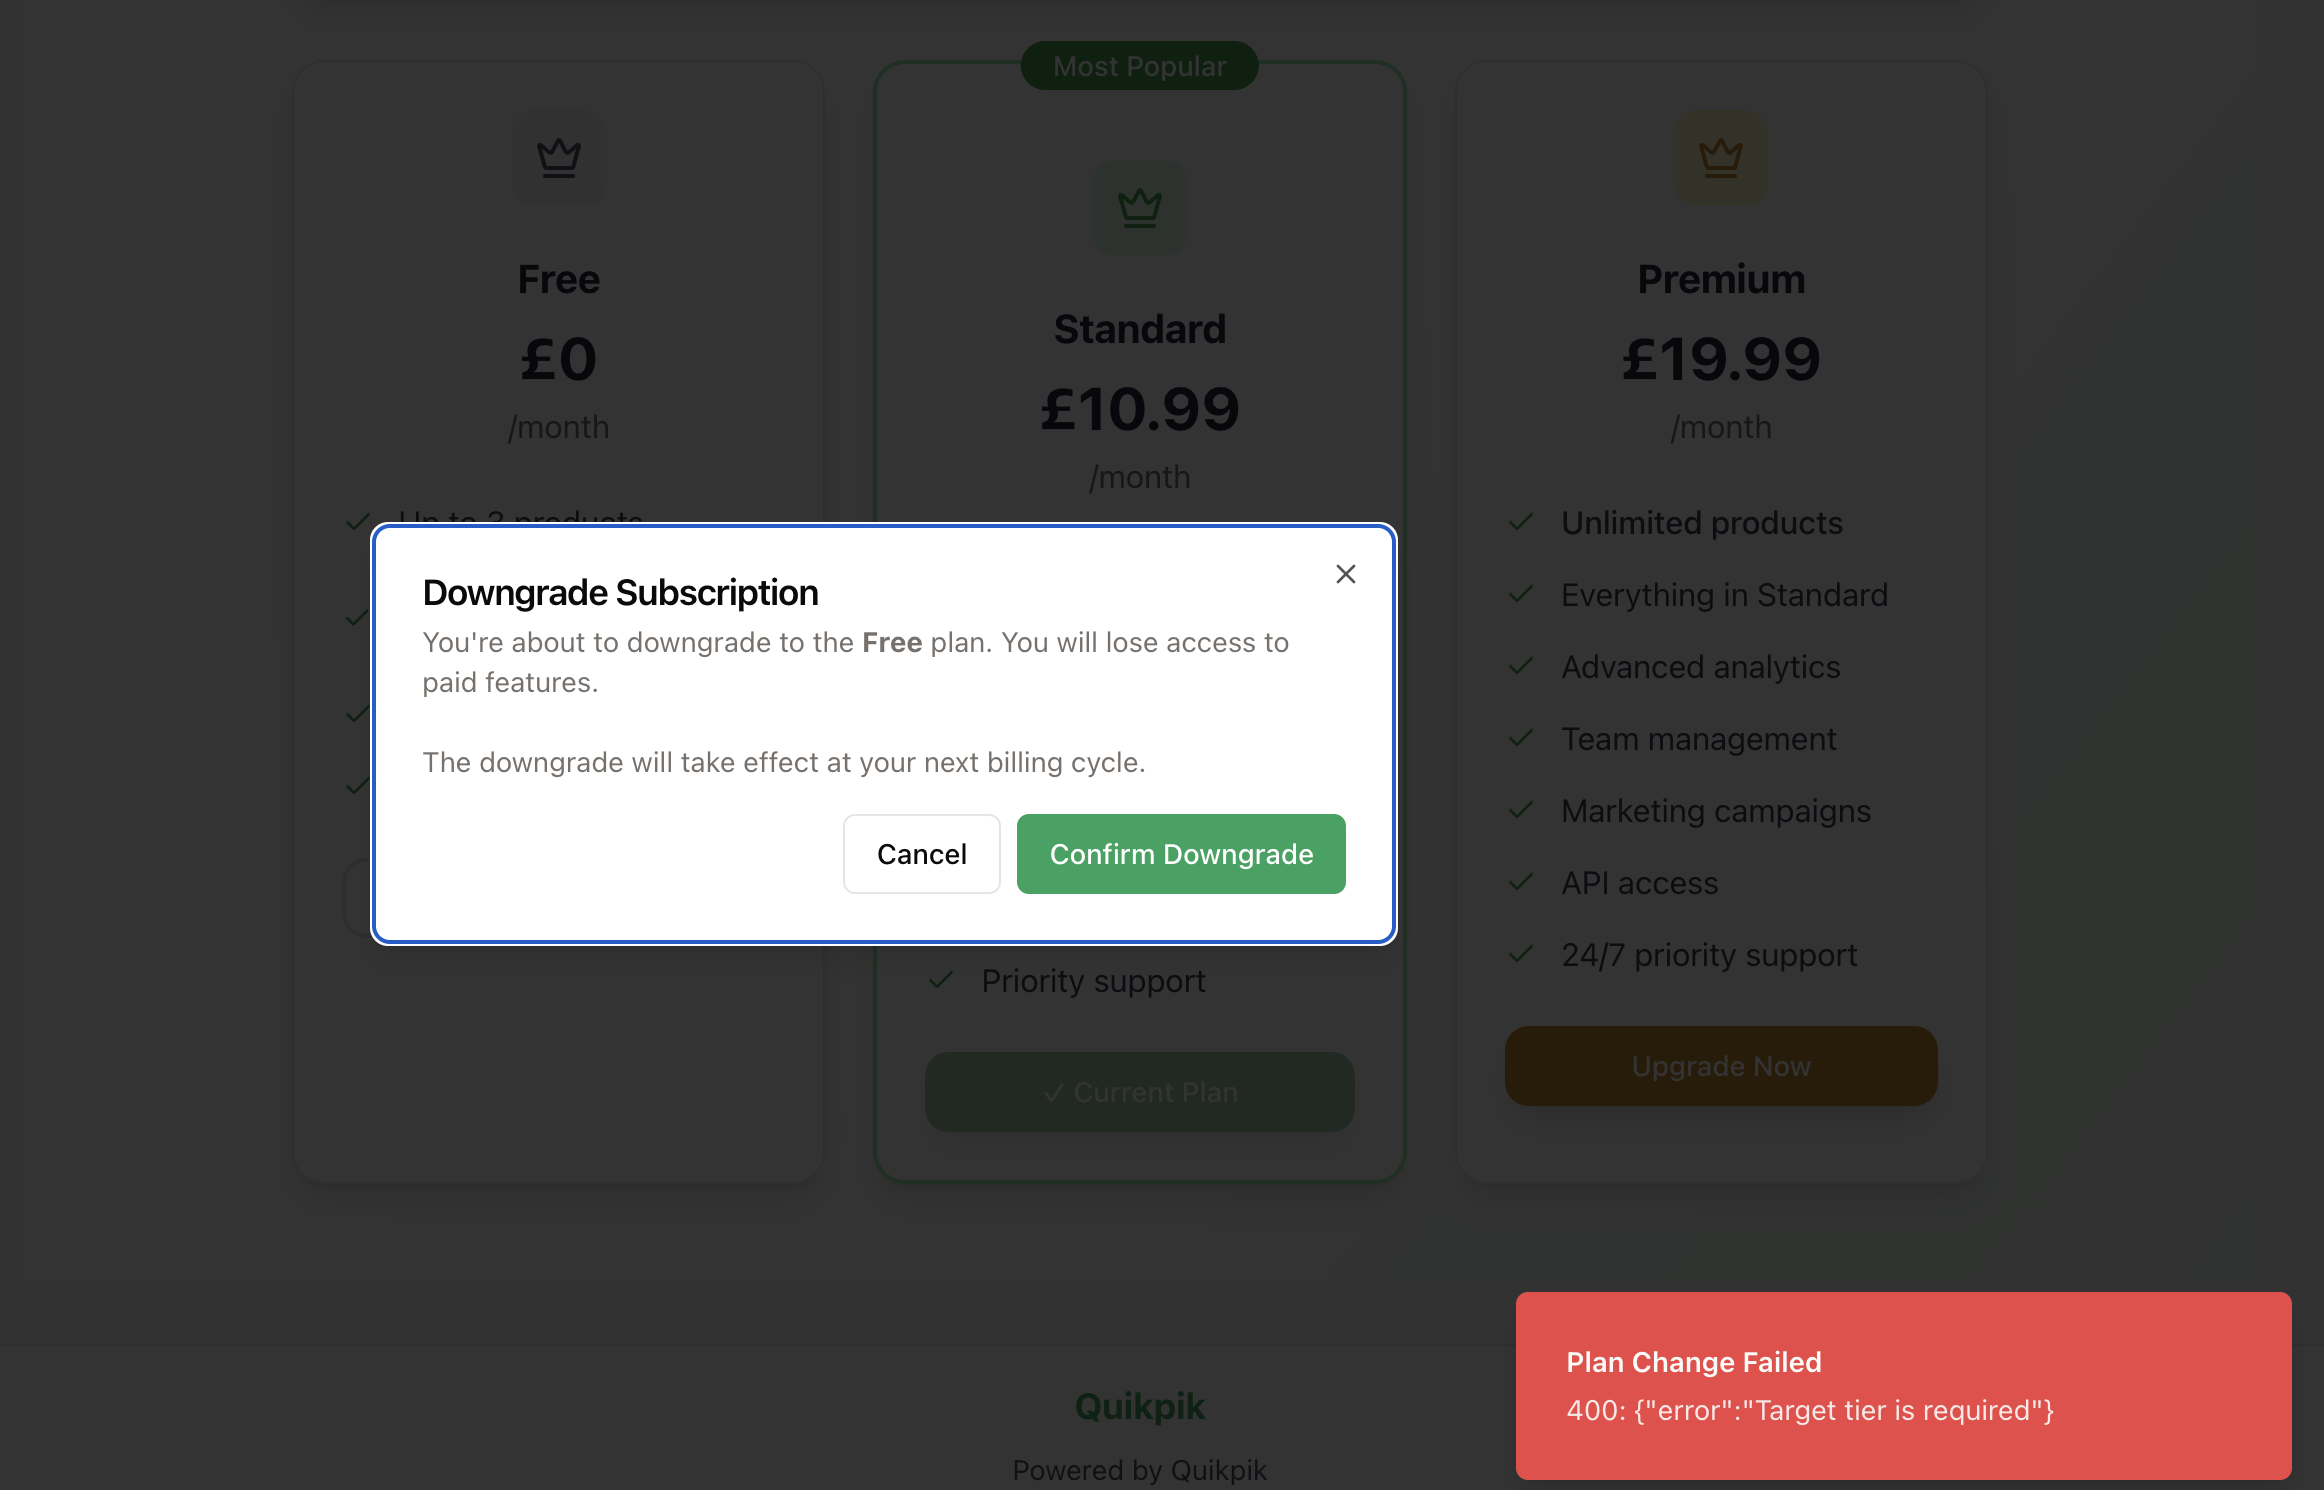 Most Popular
Free
£0
/month
Up to 3 products
Standard
£10.99
/month
Premium
£19.99
/month
Unlimited products
Everything in Standard
Advanced analytics
Team management
Marketing campaigns
API access
24/7 priority support
Upgrade Now
Downgrade Subscription
You're about to downgrade to the Free plan. You will lose access to
paid features.
The downgrade will take effect at your next billing cycle.
Cancel
Confirm Downgrade
Priority support
✓ Current Plan
Quikpik
Powered by Quikpik
Plan Change Failed
400: {"error":"Target tier is required"}